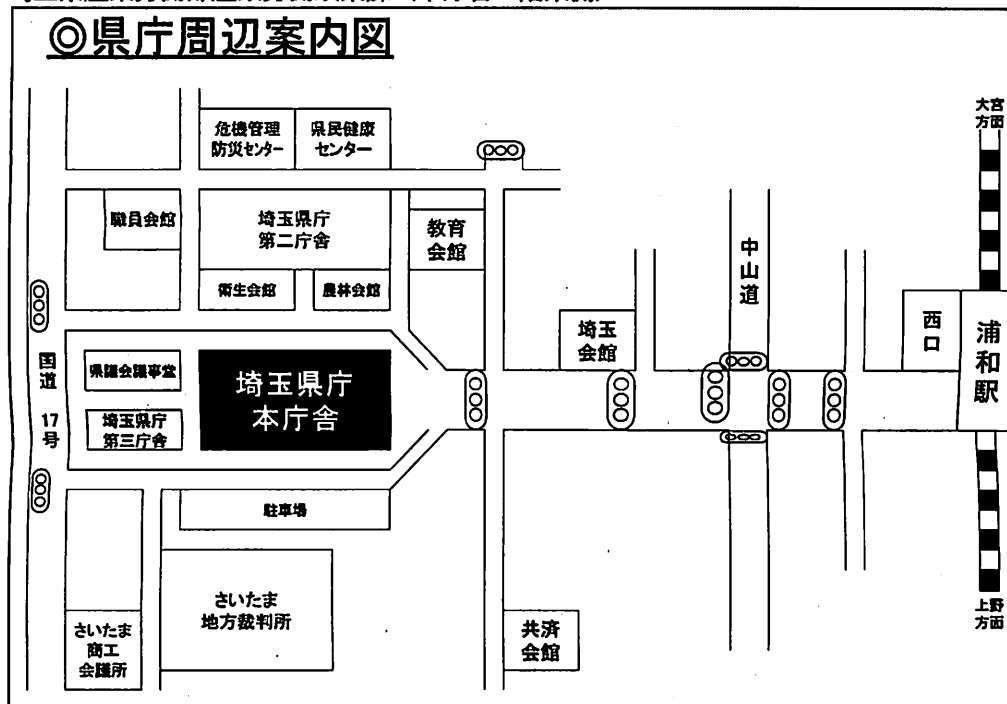 ◎県庁周辺案内図
大宮
方面
危機管理
防災センター
県民健康
センター
職員会館
埼玉県庁
第二庁舎
教育
会館
中山道
衛生会館
農林会館
埼玉
会館
西口
浦和駅
国道
17
号
県議会議事堂
埼玉県庁
第三庁舎
埼玉県庁
本庁舎
駐車場
さいたま
地方裁判所
さいたま
商工
会議所
共済
会館
上野
方面